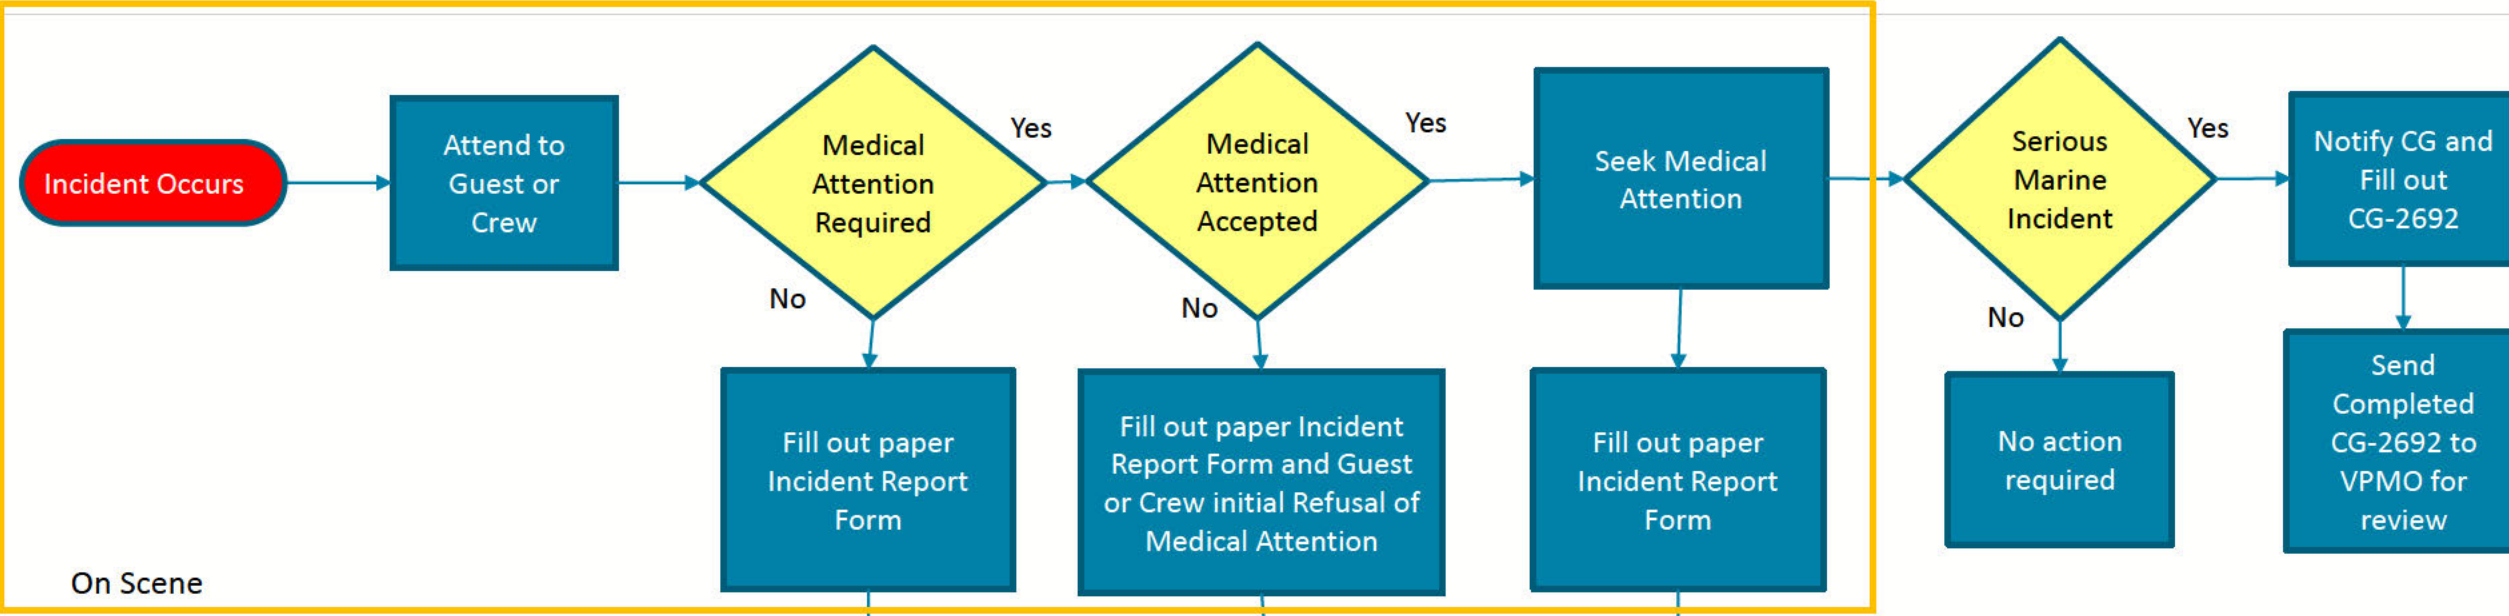 Incident Occurs
Attend to
Guest or
Crew
Medical
Attention
Required
Yes
No
Medical
Attention
Accepted
Yes
No
Seek Medical
Attention
Serious
Marine
Incident
Yes
No
Notify CG and
Fill out
CG-2692
Fill out paper
Incident Report
Form
Fill out paper Incident
Report Form and Guest
or Crew initial Refusal of
Medical Attention
Fill out paper
Incident Report
Form
No action
required
Send
Completed
CG-2692 to
VPMO for
review
On Scene